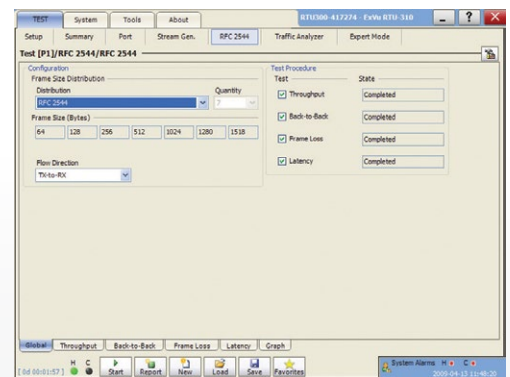 TEST System Tools About RTU300-417274 - ExVu RTU-310
Setup Summary Port Stream Gen. RFC 2544 Traffic Analyzer Expert Mode
Test [P1]/RFC 2544/RFC 2544
Configuration Test Procedure
Frame Size Distribution Test State
Distribution Quantity
RFC 2544 7
Throughput Completed
Frame Size (Bytes) Back-to-Back Completed
64 128 256 512 1024 1280 1518
Frame Loss Completed
Flow Direction Latency Completed
TX-to-RX
Global Throughput Back-to-Back Frame Loss Latency Graph
H C System Alarms H C
[ 0d 00:01:57 ] Start Report New Load Save Favorites 2009-04-13 11:48:20